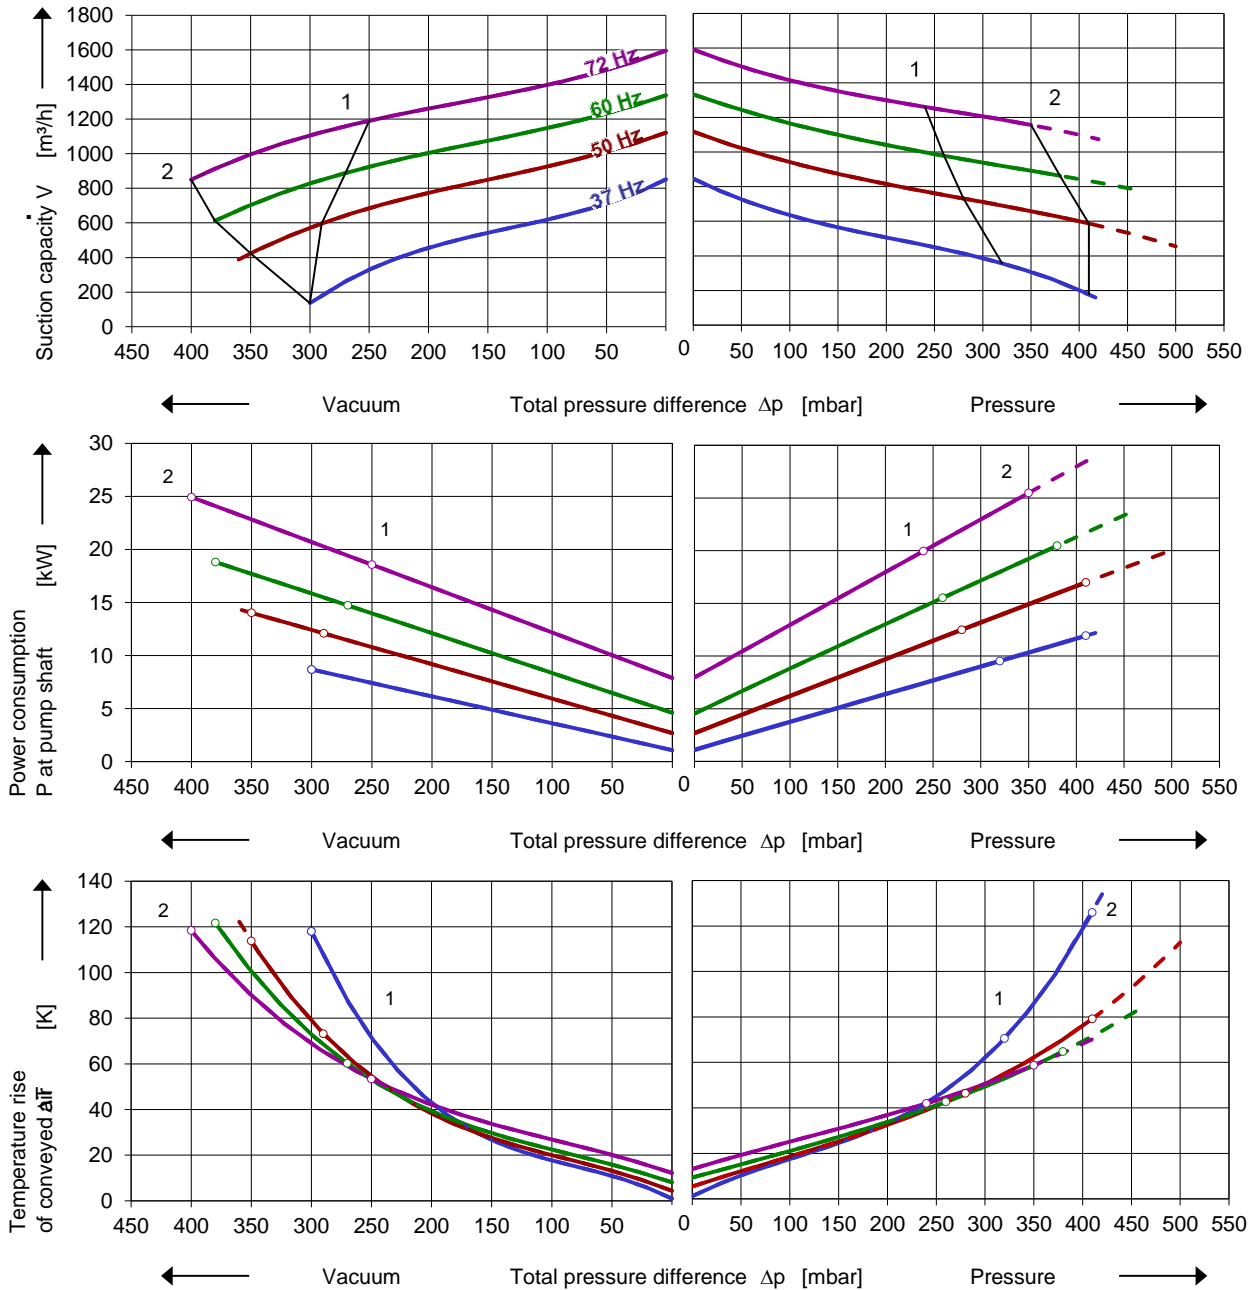 1800
1600
1400
1200
1000
800
600
400
200
0
Suction capacity V̇ [m³/h]
72 Hz
60 Hz
50 Hz
37 Hz
1
2
1
2
450 400 350 300 250 200 150 100 50
0 50 100 150 200 250 300 350 400 450 500 550
Vacuum Total pressure difference Δp [mbar] Pressure
30
25
20
15
10
5
0
Power consumption
P at pump shaft [kW]
2
1
1
2
450 400 350 300 250 200 150 100 50
0 50 100 150 200 250 300 350 400 450 500 550
Vacuum Total pressure difference Δp [mbar] Pressure
140
120
100
80
60
40
20
0
Temperature rise [K]
of conveyed
2
1
1
2
450 400 350 300 250 200 150 100 50
0 50 100 150 200 250 300 350 400 450 500 550
Vacuum Total pressure difference Δp [mbar] Pressure